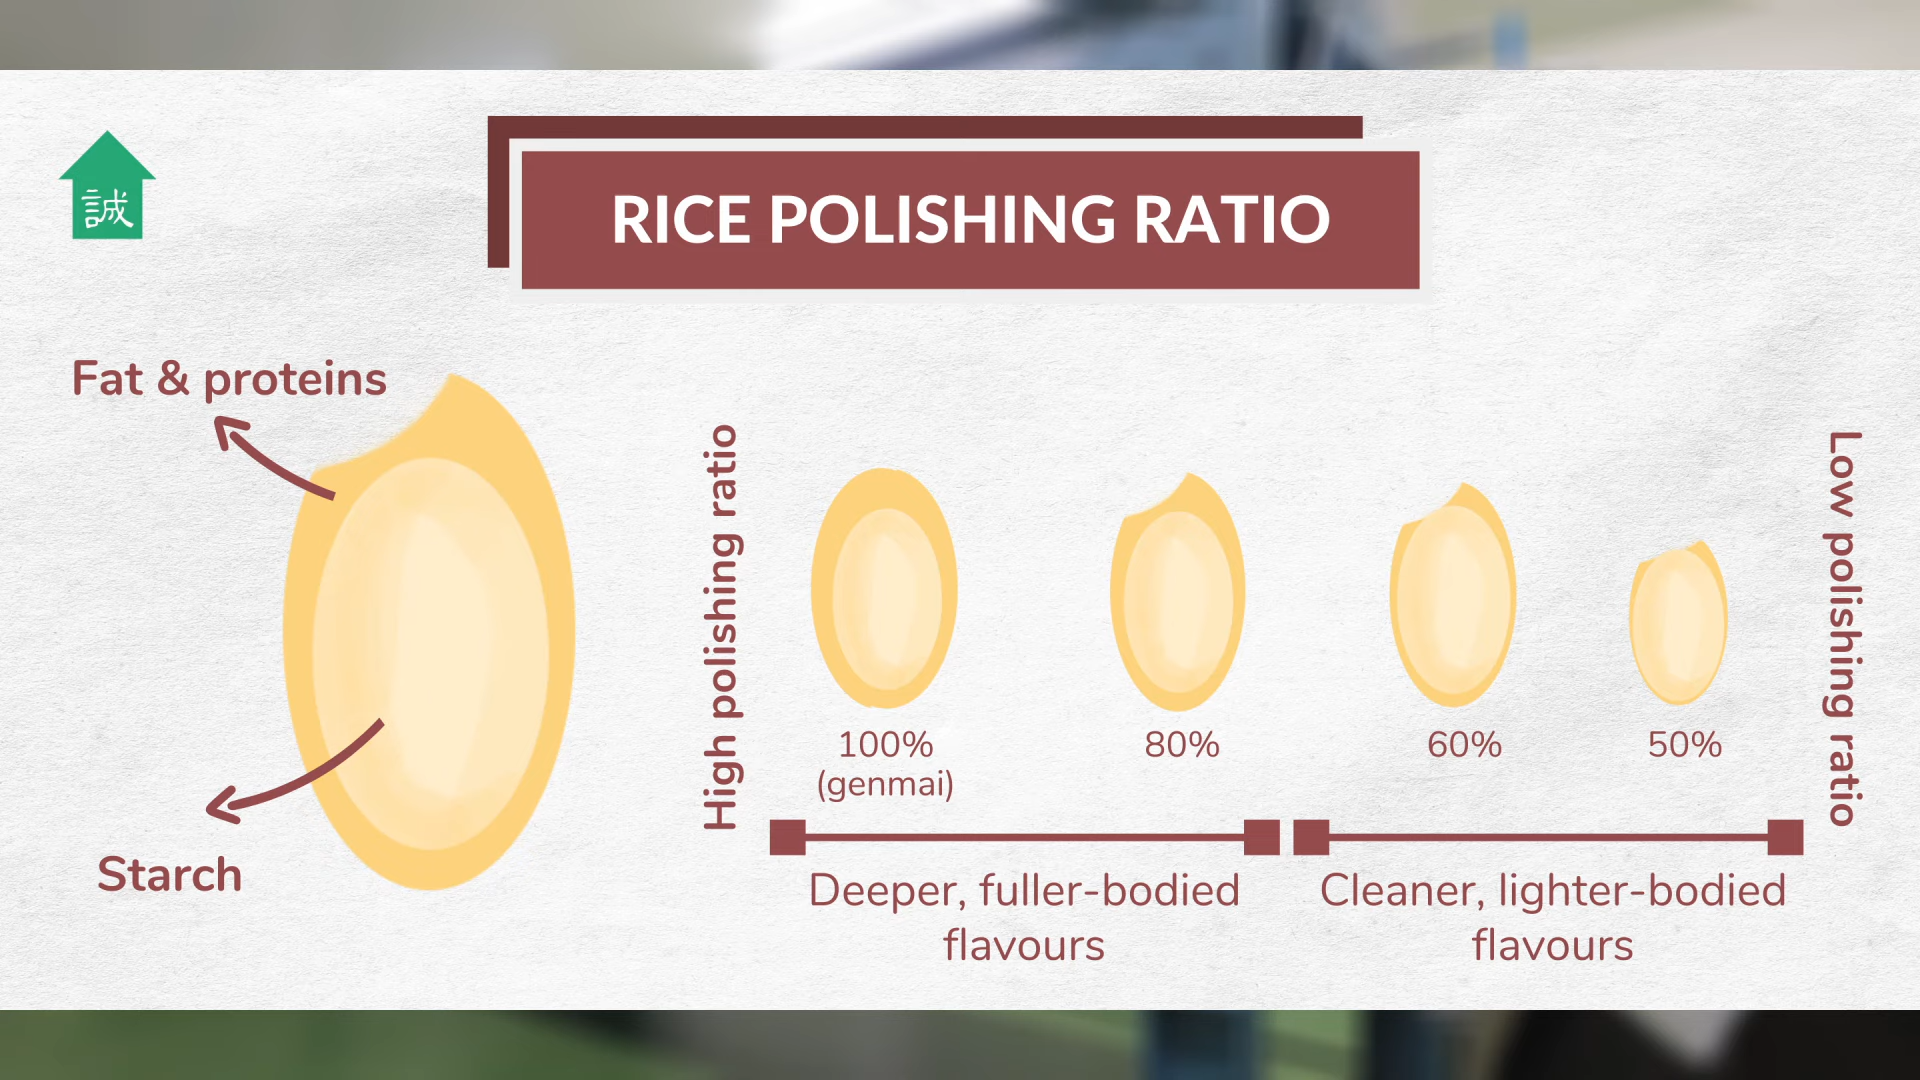 誠
RICE POLISHING RATIO
Fat & proteins
Starch
High polishing ratio
100%
(genmai)
80%
60%
50%
Low polishing ratio
Deeper, fuller-bodied
flavours
Cleaner, lighter-bodied
flavours